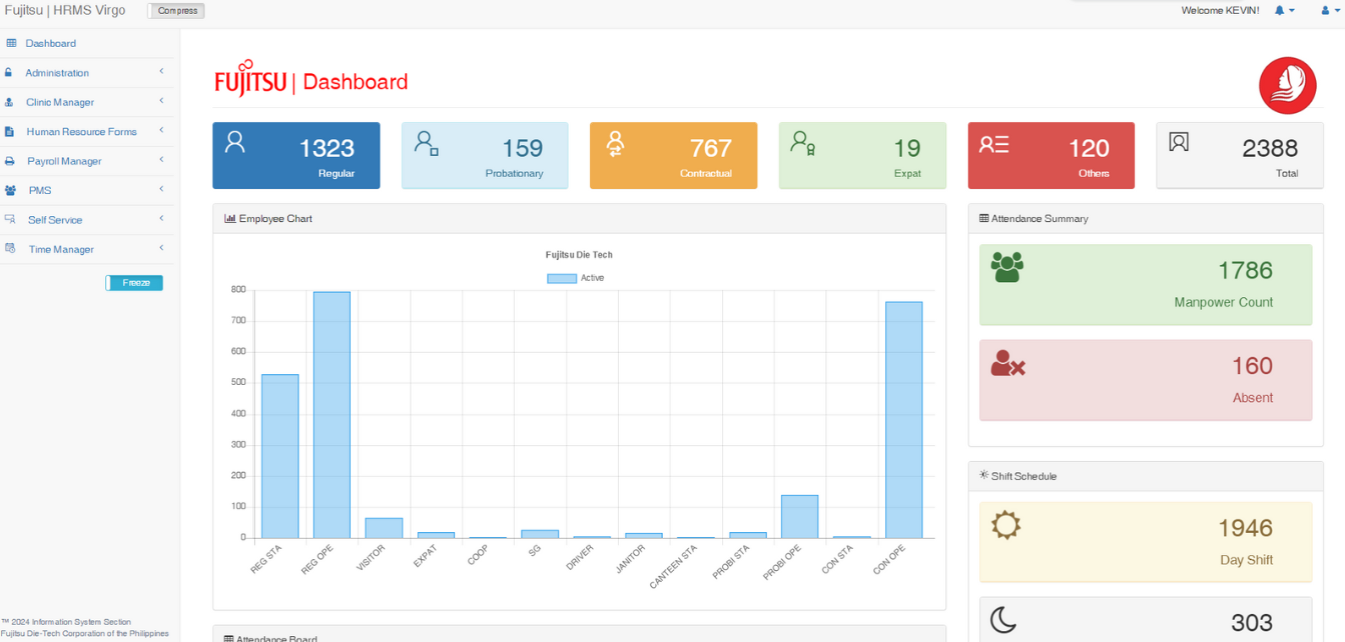 Fujitsu | HRMS Virgo
Compress
Welcome KEVIN!
Dashboard
Administration
Clinic Manager
Human Resource Forms
Payroll Manager
PMS
Self Service
Time Manager
Freeze
™ 2024 Information System Section
Fujitsu Die-Tech Corporation of the Philippines
FUJITSU | Dashboard
1323
Regular
159
Probationary
767
Contractual
19
Expat
120
Others
2388
Total
Employee Chart
Fujitsu Die Tech
Active
800
700
600
500
400
300
200
100
0
REG STA
REG OPE
VISITOR
EXPAT
COOP
SG
DRIVER
JANITOR
CANTEEN STA
PROBI STA
PROBI OPE
CON STA
CON OPE
Attendance Summary
1786
Manpower Count
160
Absent
Shift Schedule
1946
Day Shift
303
Attendance Board